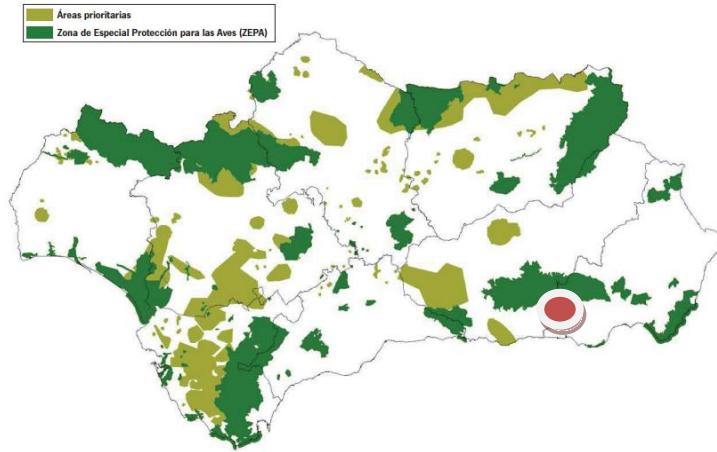 Áreas prioritarias
Zona de Especial Protección para las Aves (ZEPA)